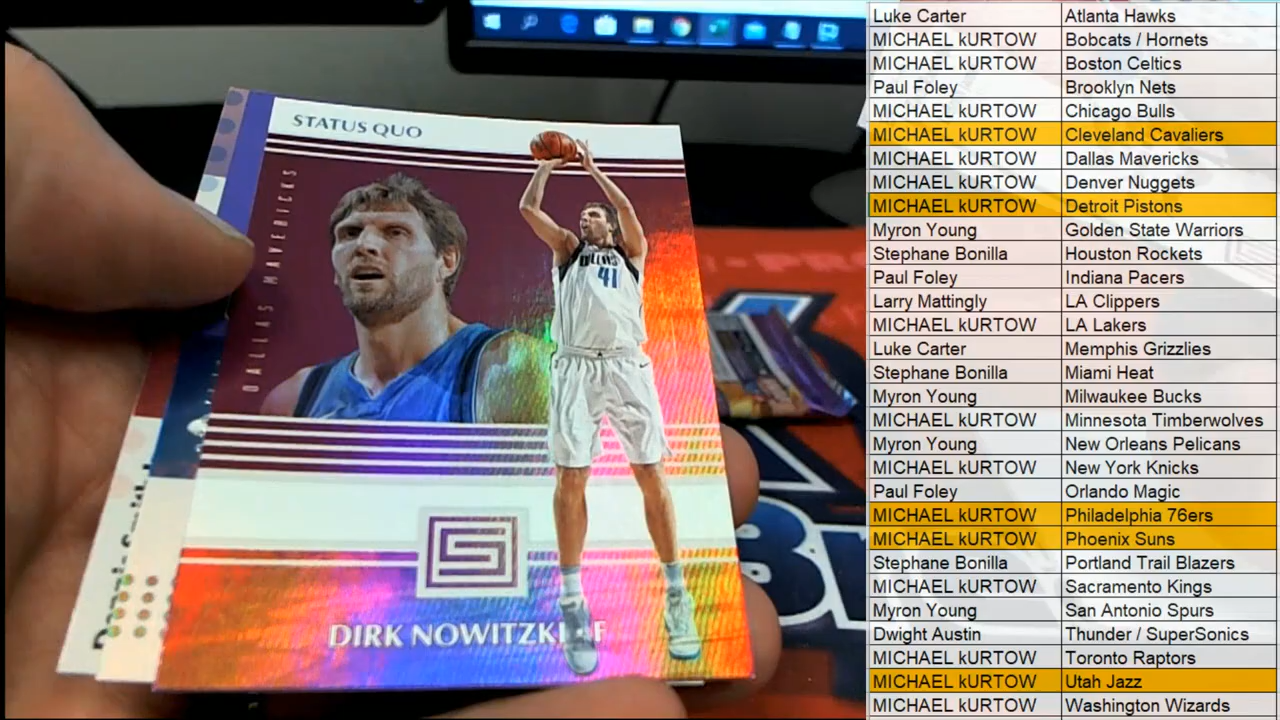 STATUS QUO
DALLAS MAVERICKS
DALLAS
41
DIRK NOWITZKI F
Luke Carter Atlanta Hawks
MICHAEL kURTOW Bobcats / Hornets
MICHAEL kURTOW Boston Celtics
Paul Foley Brooklyn Nets
MICHAEL kURTOW Chicago Bulls
MICHAEL kURTOW Cleveland Cavaliers
MICHAEL kURTOW Dallas Mavericks
MICHAEL kURTOW Denver Nuggets
MICHAEL kURTOW Detroit Pistons
Myron Young Golden State Warriors
Stephane Bonilla Houston Rockets
Paul Foley Indiana Pacers
Larry Mattingly LA Clippers
MICHAEL kURTOW LA Lakers
Luke Carter Memphis Grizzlies
Stephane Bonilla Miami Heat
Myron Young Milwaukee Bucks
MICHAEL kURTOW Minnesota Timberwolves
Myron Young New Orleans Pelicans
MICHAEL kURTOW New York Knicks
Paul Foley Orlando Magic
MICHAEL kURTOW Philadelphia 76ers
MICHAEL kURTOW Phoenix Suns
Stephane Bonilla Portland Trail Blazers
MICHAEL kURTOW Sacramento Kings
Myron Young San Antonio Spurs
Dwight Austin Thunder / SuperSonics
MICHAEL kURTOW Toronto Raptors
MICHAEL kURTOW Utah Jazz
MICHAEL kURTOW Washington Wizards